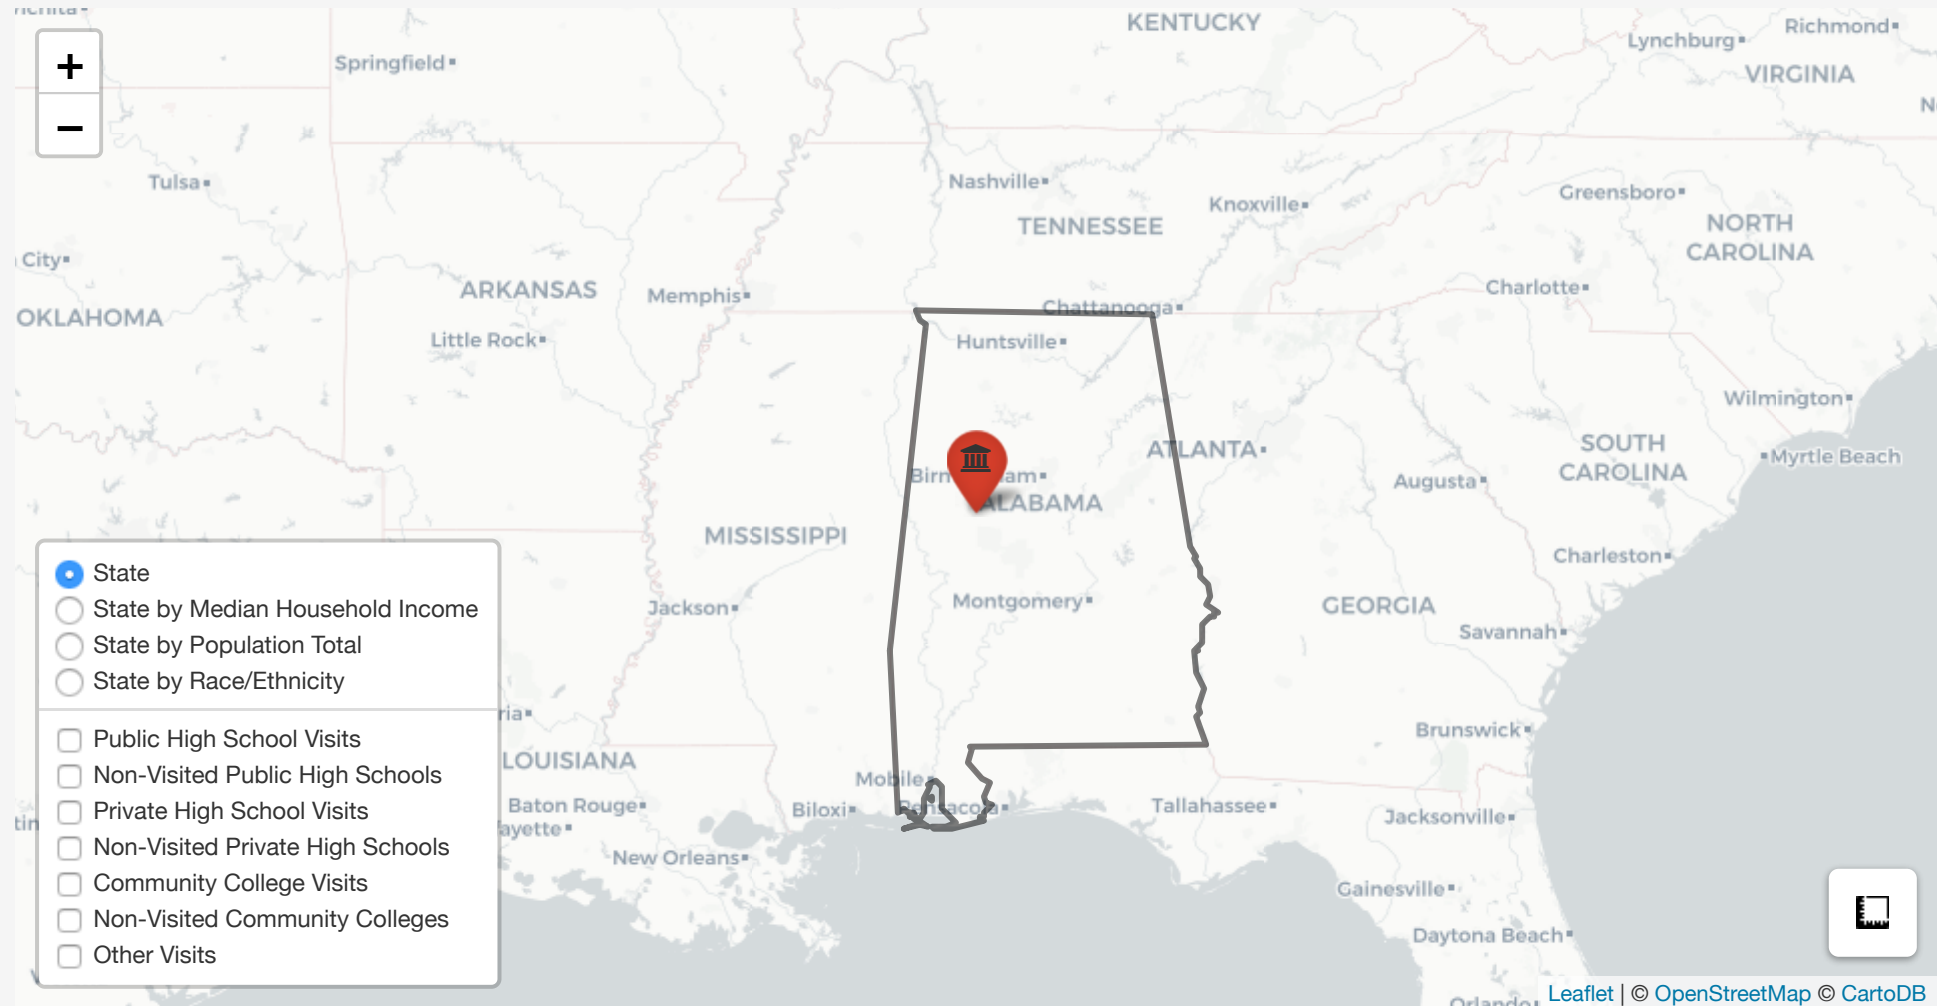 KENTUCKY
Richmond
Lynchburg
VIRGINIA
+
Springfield
−
Tulsa
Nashville
Knoxville
Greensboro
TENNESSEE
NORTH
CAROLINA
City
ARKANSAS
Memphis
Charlotte
OKLAHOMA
Chattanooga
Little Rock
Huntsville
Wilmington
ATLANTA
SOUTH
CAROLINA
Myrtle Beach
Augusta
ALABAMA
MISSISSIPPI
Charleston
Jackson
Montgomery
GEORGIA
Savannah
State
State by Median Household Income
State by Population Total
State by Race/Ethnicity
Public High School Visits
Non-Visited Public High Schools
Private High School Visits
Non-Visited Private High Schools
Community College Visits
Non-Visited Community Colleges
Other Visits
Brunswick
LOUISIANA
Mobile
Baton Rouge
Biloxi
Pensacola
Tallahassee
Jacksonville
New Orleans
Gainesville
Daytona Beach
Orlando
Leaflet | © OpenStreetMap © CartoDB